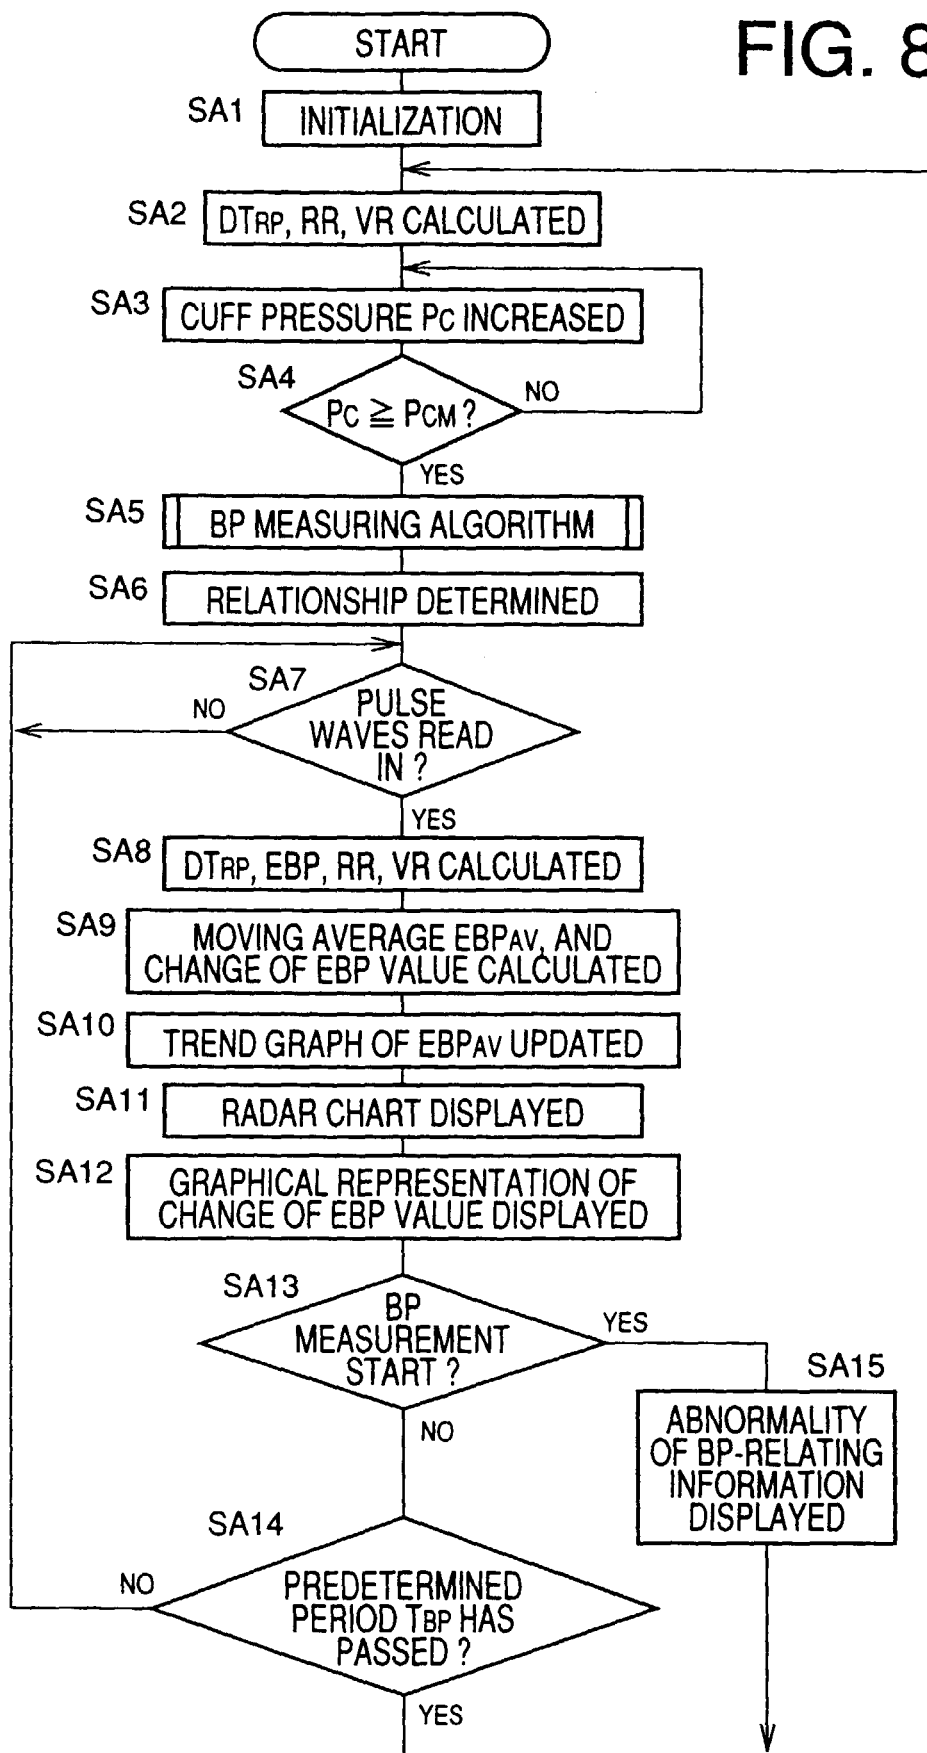 FIG. 8
START
SA1
INITIALIZATION
SA2
DTRP, RR, VR CALCULATED
SA3
CUFF PRESSURE PC INCREASED
SA4
PC ≧ PCM ?
NO
YES
SA5
BP MEASURING ALGORITHM
SA6
RELATIONSHIP DETERMINED
SA7
PULSE
WAVES READ
IN ?
NO
YES
SA8
DTRP, EBP, RR, VR CALCULATED
SA9
MOVING AVERAGE EBPAV, AND
CHANGE OF EBP VALUE CALCULATED
SA10
TREND GRAPH OF EBPAV UPDATED
SA11
RADAR CHART DISPLAYED
SA12
GRAPHICAL REPRESENTATION OF
CHANGE OF EBP VALUE DISPLAYED
SA13
BP
MEASUREMENT
START ?
YES
NO
SA15
ABNORMALITY
OF BP-RELATING
INFORMATION
DISPLAYED
SA14
PREDETERMINED
PERIOD TBP HAS
PASSED ?
NO
YES